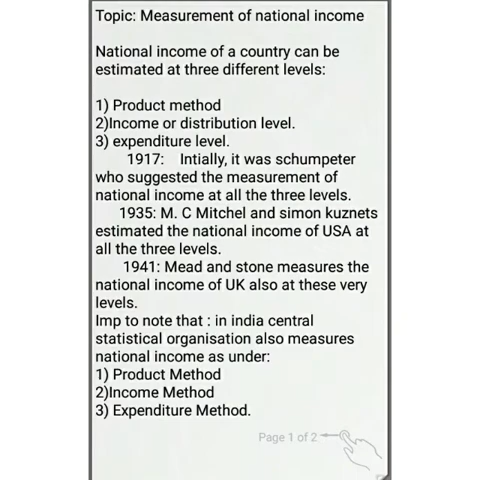 Topic: Measurement of national income
National income of a country can be
estimated at three different levels:
1) Product method
2)Income or distribution level.
3) expenditure level.
1917: Intially, it was schumpeter
who suggested the measurement of
national income at all the three levels.
1935: M. C Mitchel and simon kuznets
estimated the national income of USA at
all the three levels.
1941: Mead and stone measures the
national income of UK also at these very
levels.
Imp to note that : in india central
statistical organisation also measures
national income as under:
1) Product Method
2)Income Method
3) Expenditure Method.
Page 1 of 2